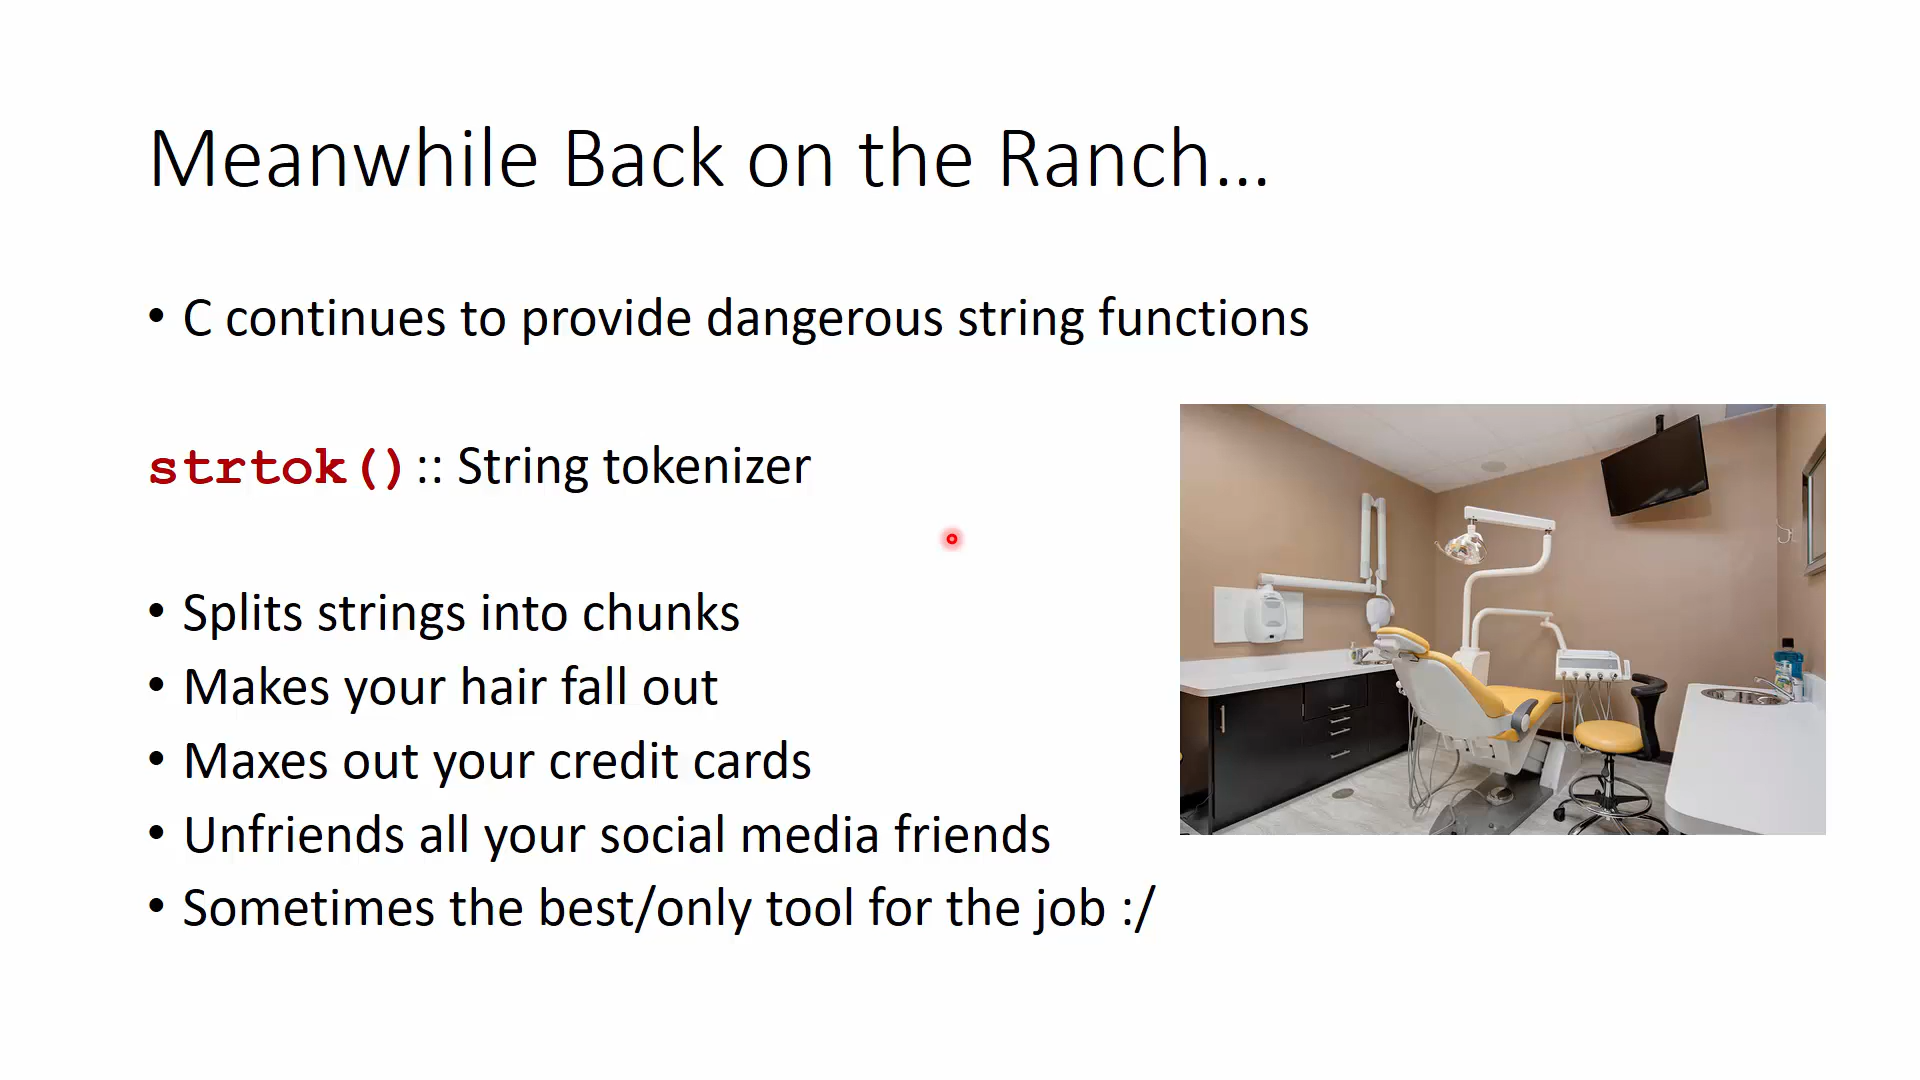 Meanwhile Back on the Ranch...
• C continues to provide dangerous string functions
strtok() :: String tokenizer
• Splits strings into chunks
• Makes your hair fall out
• Maxes out your credit cards
• Unfriends all your social media friends
• Sometimes the best/only tool for the job :/